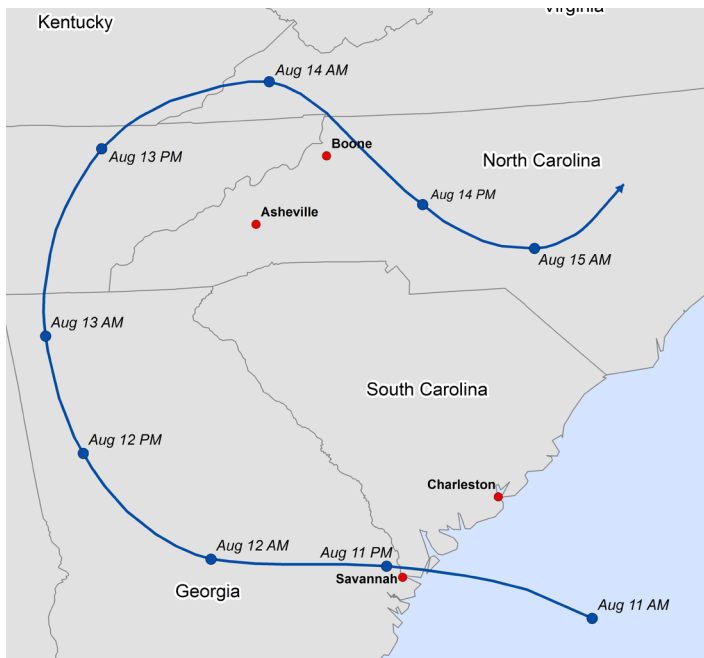 Virginia
Kentucky
Aug 14 AM
Boone
Aug 13 PM
North Carolina
Aug 14 PM
Asheville
Aug 15 AM
Aug 13 AM
South Carolina
Aug 12 PM
Charleston
Aug 12 AM
Aug 11 PM
Savannah
Georgia
Aug 11 AM